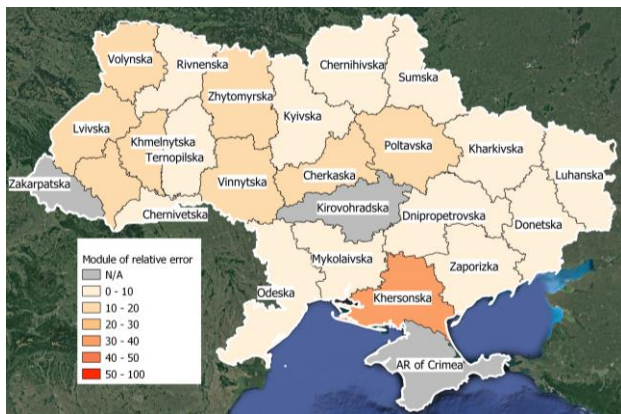 Volynska
Rivnenska
Chernihivska
Sumska
Zhytomyrska
Kyivska
Lvivska
Khmelnytska
Ternopilska
Poltavska
Kharkivska
Luhanska
Zakarpatska
Vinnytska
Cherkaska
Chernivetska
Kirovohradska
Dnipropetrovska
Donetska
Mykolaivska
Zaporizka
Odeska
Khersonska
AR of Crimea
Module of relative error
N/A
0 - 10
10 - 20
20 - 30
30 - 40
40 - 50
50 - 100